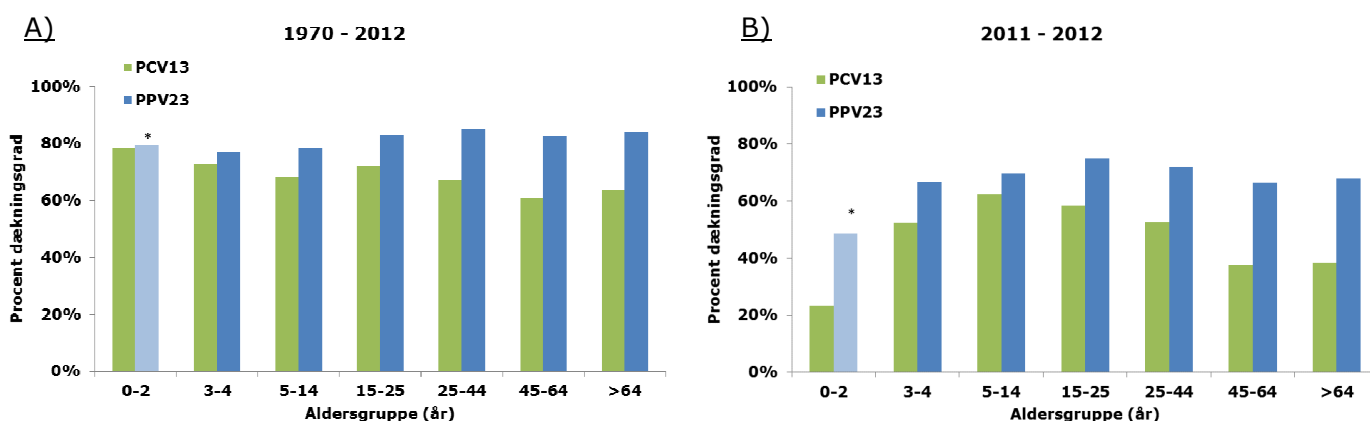 A)
1970 - 2012
PCV13
PPV23
100%
80%
60%
40%
20%
0%
*
Procent dækningsgrad
0-2 3-4 5-14 15-25 25-44 45-64 >64
Aldersgruppe (år)
B)
2011 - 2012
PCV13
PPV23
100%
80%
60%
40%
20%
0%
*
Procent dækningsgrad
0-2 3-4 5-14 15-25 25-44 45-64 >64
Aldersgruppe (år)